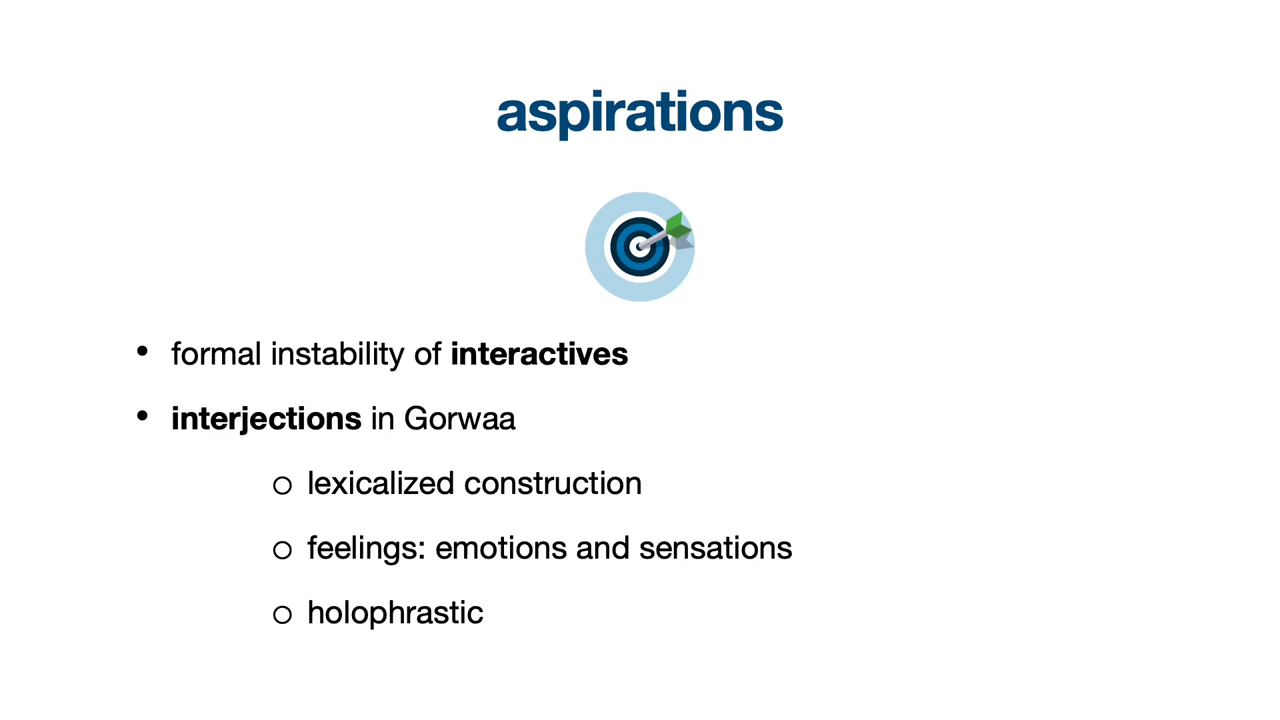 aspirations
• formal instability of interactives
• interjections in Gorwaa
○ lexicalized construction
○ feelings: emotions and sensations
○ holophrastic